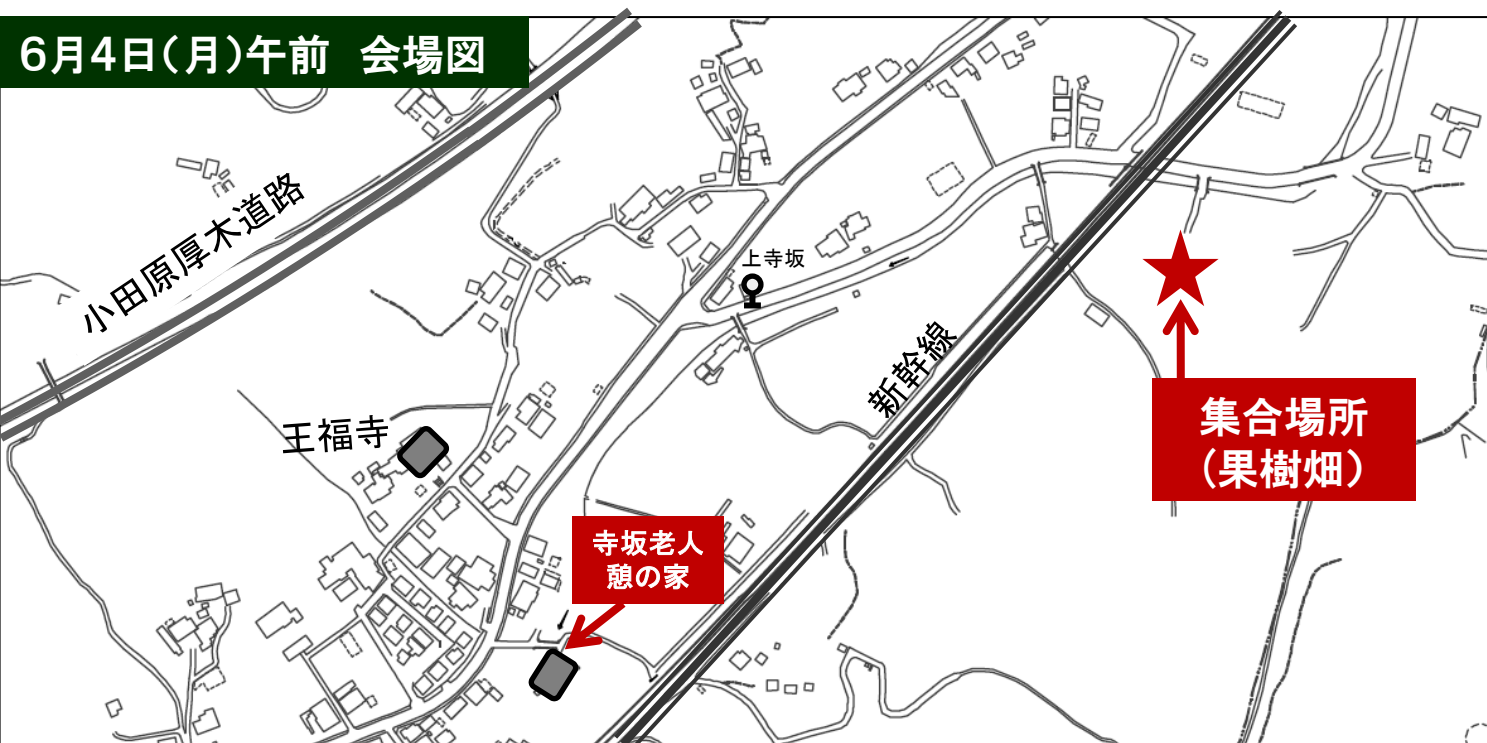 6月4日(月)午前　会場図
小田原厚木道路
上寺坂
新幹線
王福寺
集合場所
(果樹畑)
寺坂老人
憩の家